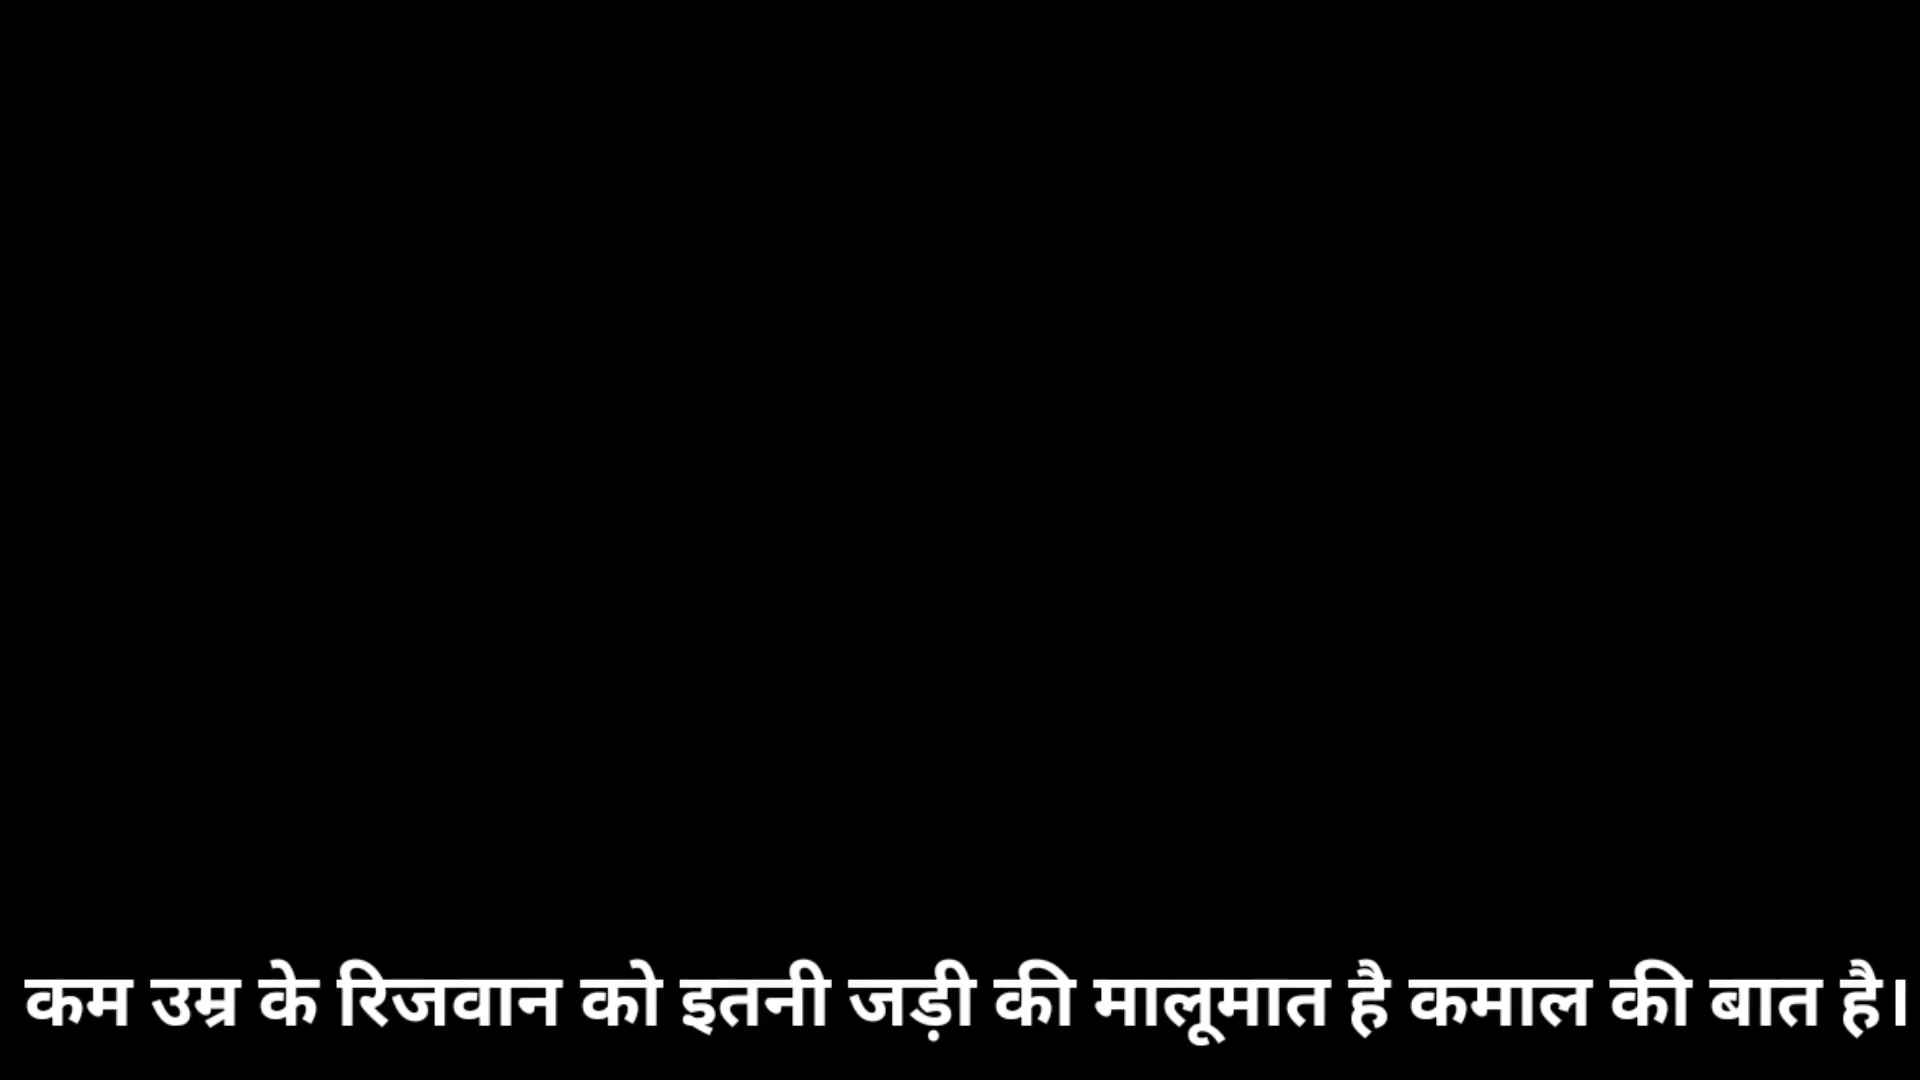 कम उम्र के रिजवान को इतनी जड़ी की मालूमात है कमाल की बात है।